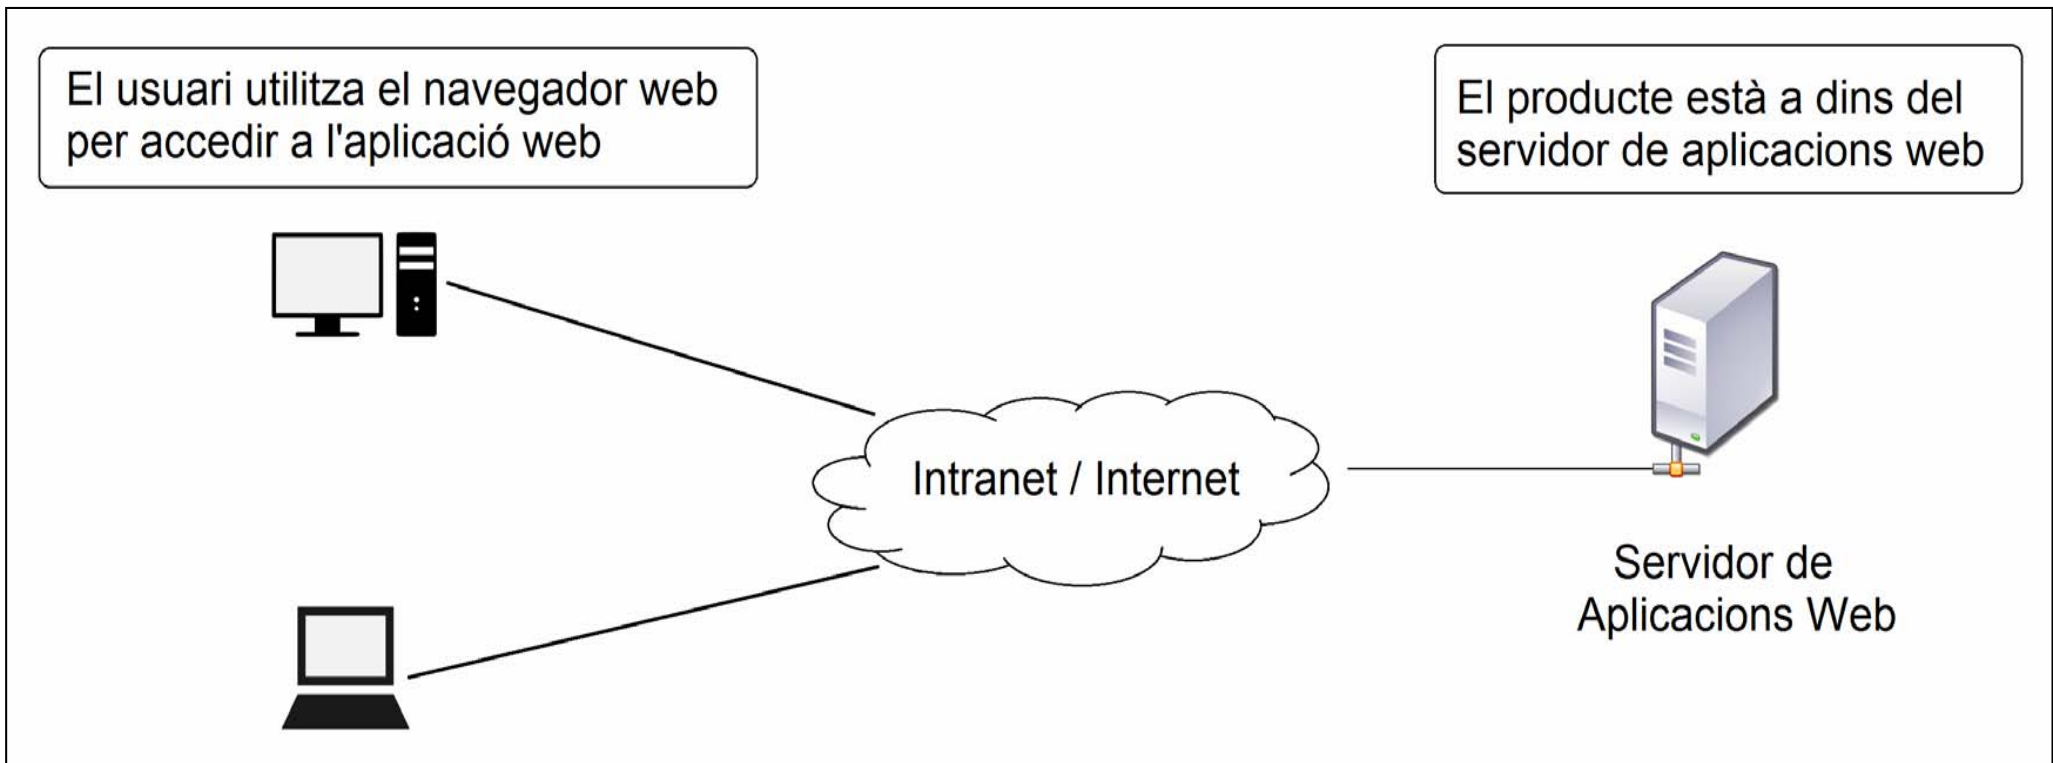 El usuari utilitza el navegador web
per accedir a l'aplicació web
El producte està a dins del
servidor de aplicacions web
Intranet / Internet
Servidor de
Aplicacions Web